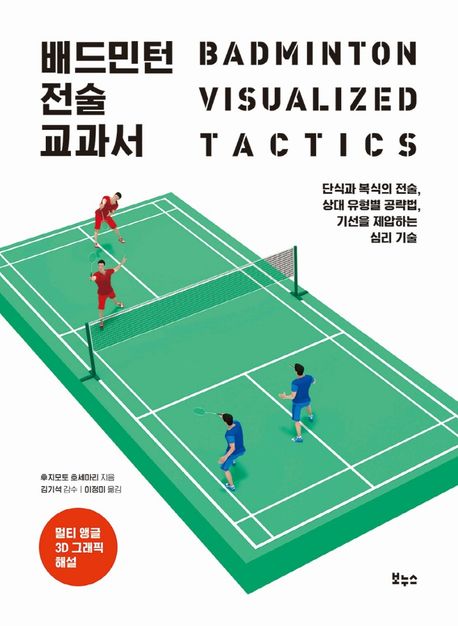 배드민턴
전술
교과서
BADMINTON
VISUALIZED
TACTICS
단식과 복식의 전술,
상대 유형별 공략법,
기선을 제압하는
심리 기술
후지모토 호세마리 지음
김기석 감수 | 이정미 옮김
멀티 앵글
3D 그래픽
해설
보누스